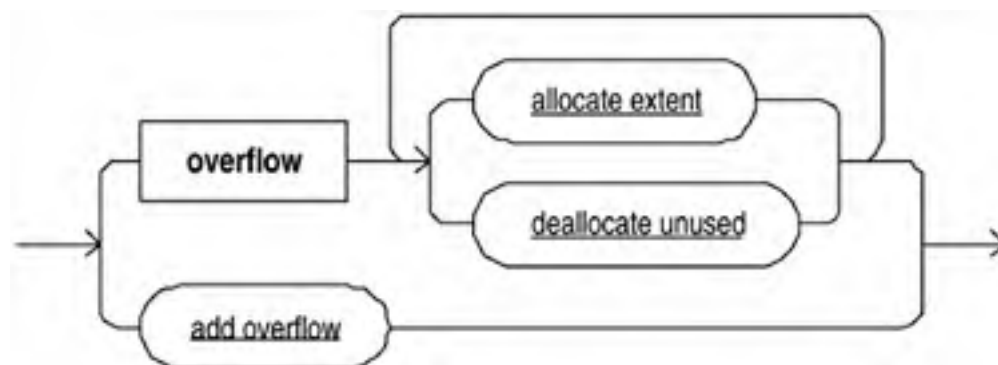 allocate extent
overflow
deallocate unused
add overflow